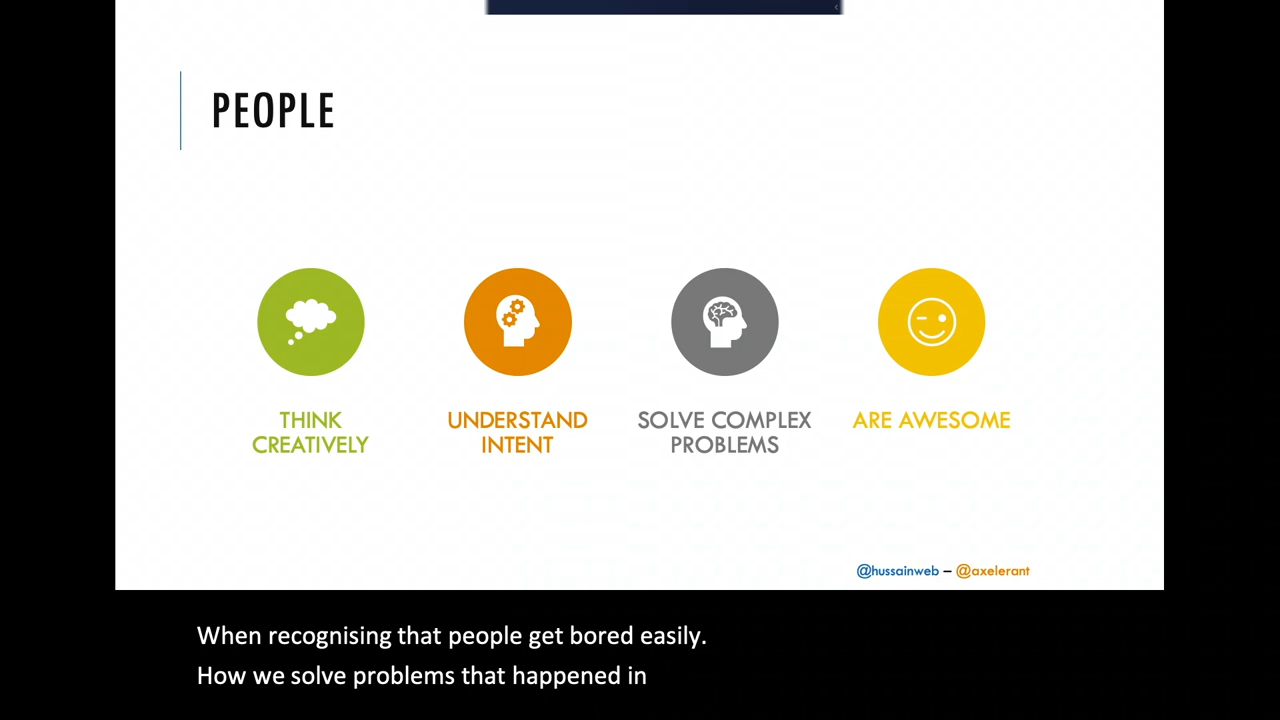 PEOPLE
THINK
CREATIVELY
UNDERSTAND
INTENT
SOLVE COMPLEX
PROBLEMS
ARE AWESOME
@hussainweb – @axelerant
When recognising that people get bored easily.
How we solve problems that happened in